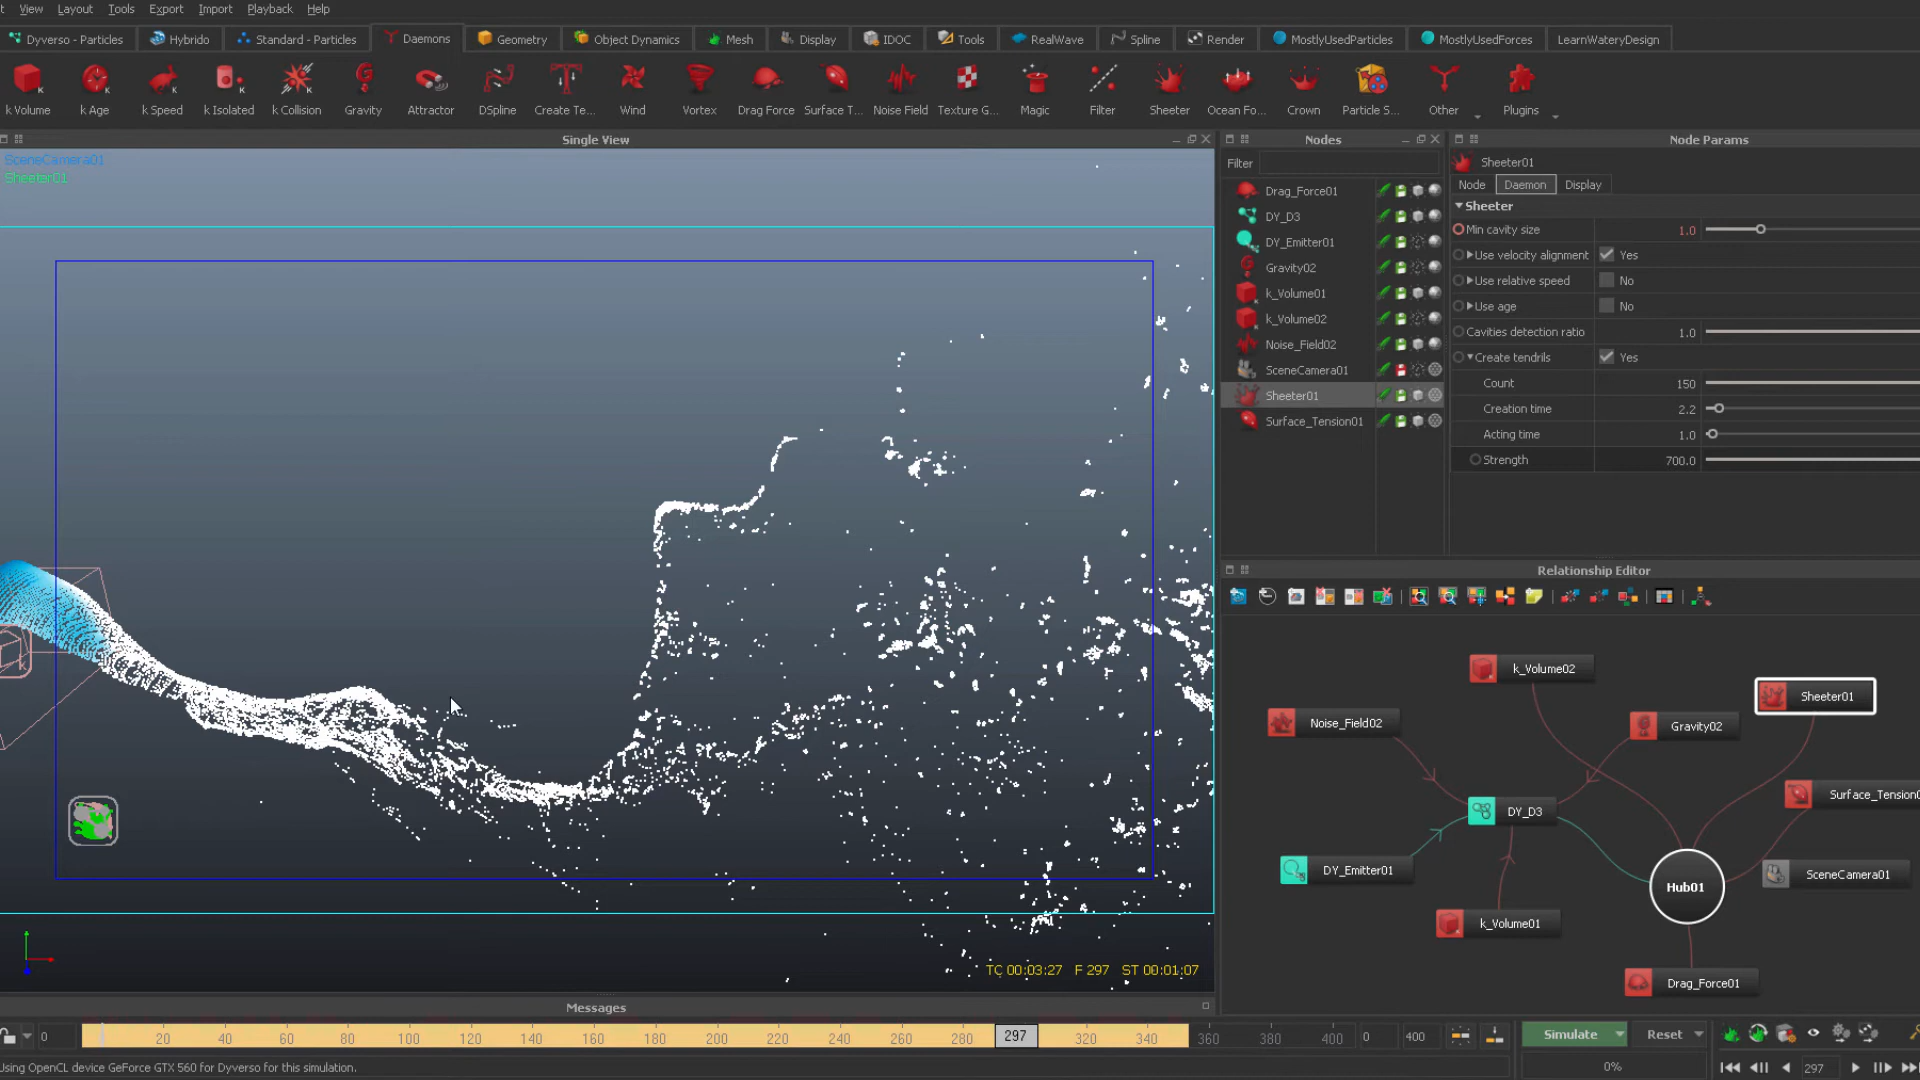 View Layout Tools Export Import Playback Help
Dyverso - Particles Hybrido Standard - Particles Daemons Geometry Object Dynamics Mesh Display IDOC Tools RealWave Spline Render MostlyUsedParticles MostlyUsedForces LearnWateryDesign
k Volume k Age k Speed k Isolated k Collision Gravity Attractor DSpline Create Te... Wind Vortex Drag Force Surface T... Noise Field Texture G... Magic Filter Sheeter Ocean Fo... Crown Particle S... Other Plugins
Single View
SceneCamera01
Sheeter01
TC 00:03:27 F 297 ST 00:01:07
Nodes
Filter
Drag_Force01
DY_D3
DY_Emitter01
Gravity02
k_Volume01
k_Volume02
Noise_Field02
SceneCamera01
Sheeter01
Surface_Tension01
Node Params
Sheeter01
Node Daemon Display
Sheeter
Min cavity size 1.0
Use velocity alignment Yes
Use relative speed No
Use age No
Cavities detection ratio 1.0
Create tendrils Yes
Count 150
Creation time 2.2
Acting time 1.0
Strength 700.0
Relationship Editor
k_Volume02
Sheeter01
Noise_Field02
Gravity02
Surface_Tension0
DY_D3
DY_Emitter01
SceneCamera01
Hub01
k_Volume01
Drag_Force01
Messages
0 20 40 60 80 100 120 140 160 180 200 220 240 260 280 297 320 340 360 380 400 0 400
Simulate Reset
Using OpenCL device GeForce GTX 560 for Dyverso for this simulation.
0% 297